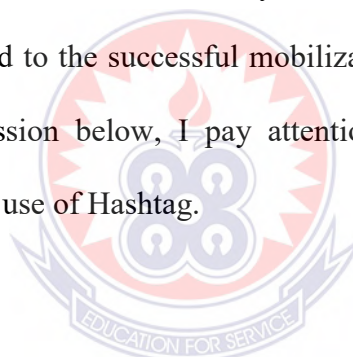 d to the successful mobiliza
ssion below, I pay attentio
use of Hashtag.
EDUCATION FOR SERVICE